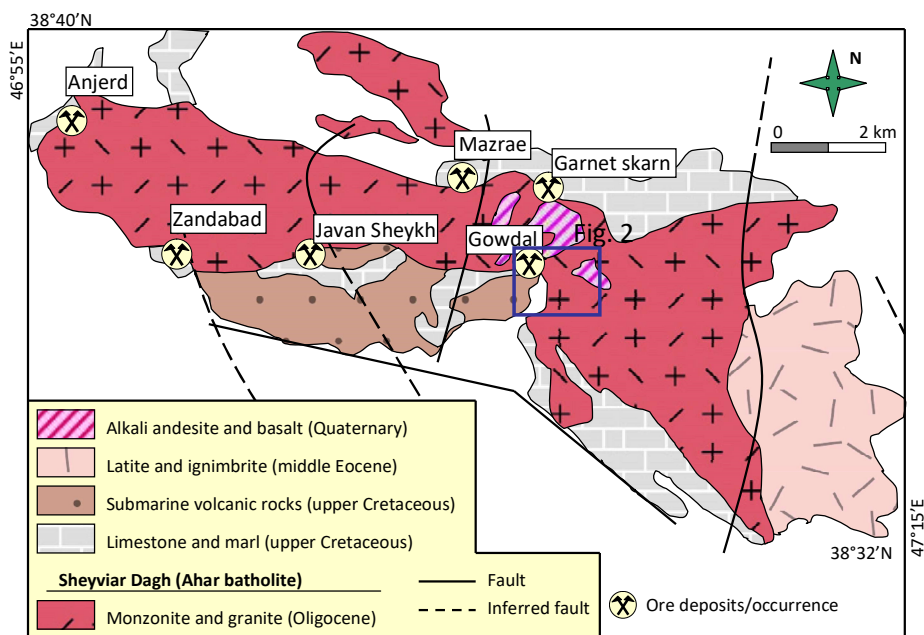 38°40'
46°55'E
Anjerd
N
0 2 km
Mazrae
Garnet skarn
Zandabad
Javan Sheykh
Gowdal
Fig. 2
Alkali andesite and basalt (Quaternary)
Latite and ignimbrite (middle Eocene)
Submarine volcanic rocks (upper Cretaceous)
Limestone and marl (upper Cretaceous)
Sheyviar Dagh (Ahar batholite)
Monzonite and granite (Oligocene)
Fault
Inferred fault
Ore deposits/occurrence
38°32'N
47°15'E